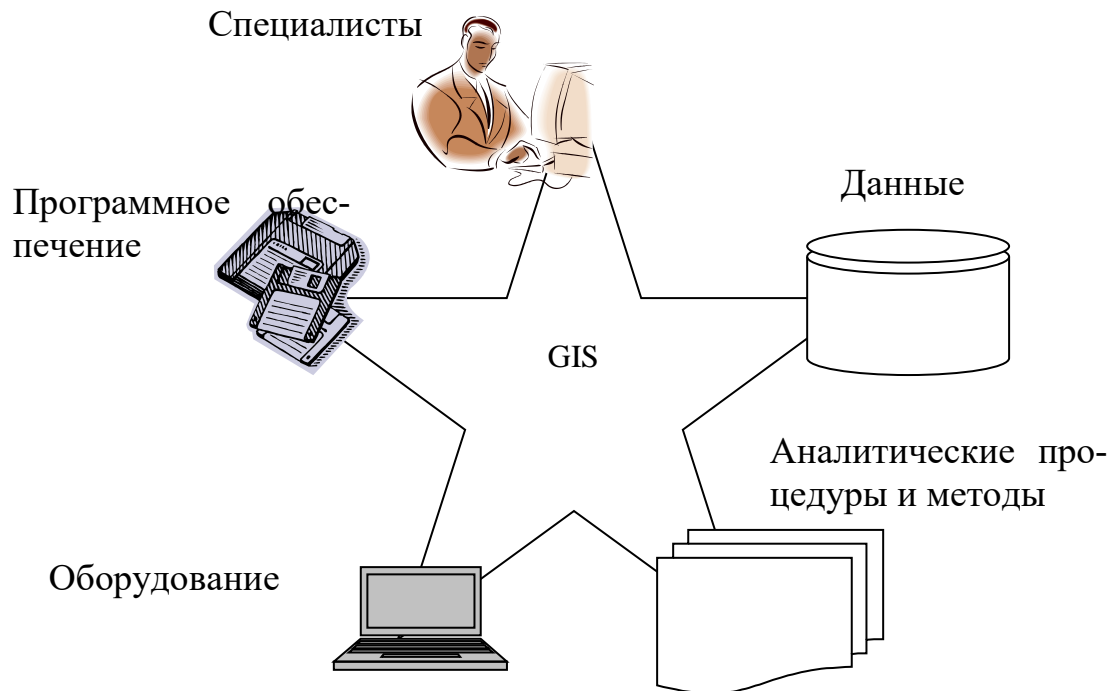 Специалисты
Данные
Программное обес-
печение
GIS
Аналитические про-
цедуры и методы
Оборудование